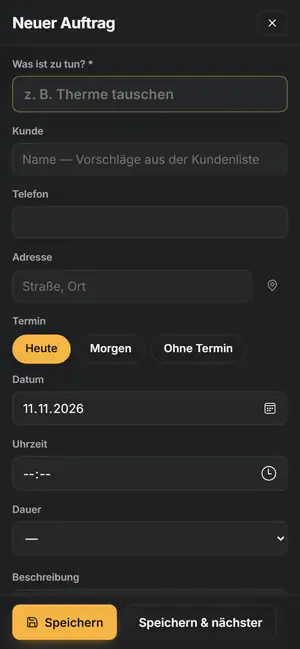 Neuer Auftrag
Was ist zu tun? *
z. B. Therme tauschen
Kunde
Name — Vorschläge aus der Kundenliste
Telefon
Adresse
Straße, Ort
Termin
Heute Morgen Ohne Termin
Datum
11.11.2026
Uhrzeit
--:--
Dauer
—
Beschreibung
Speichern Speichern & nächster